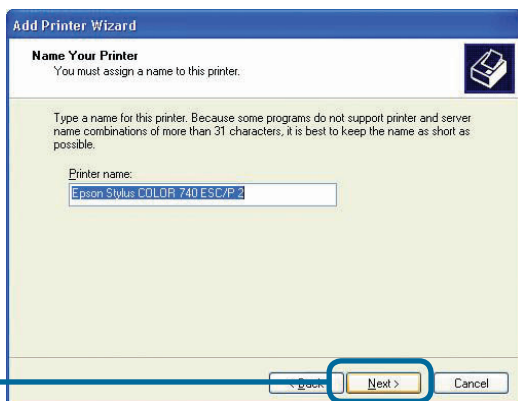 Add Printer Wizard
Name Your Printer
You must assign a name to this printer.
Type a name for this printer. Because some programs do not support printer and server
name combinations of more than 31 characters, it is best to keep the name as short as
possible.
Printer name:
Epson Stylus COLOR 740 ESC/P 2
< Back Next > Cancel